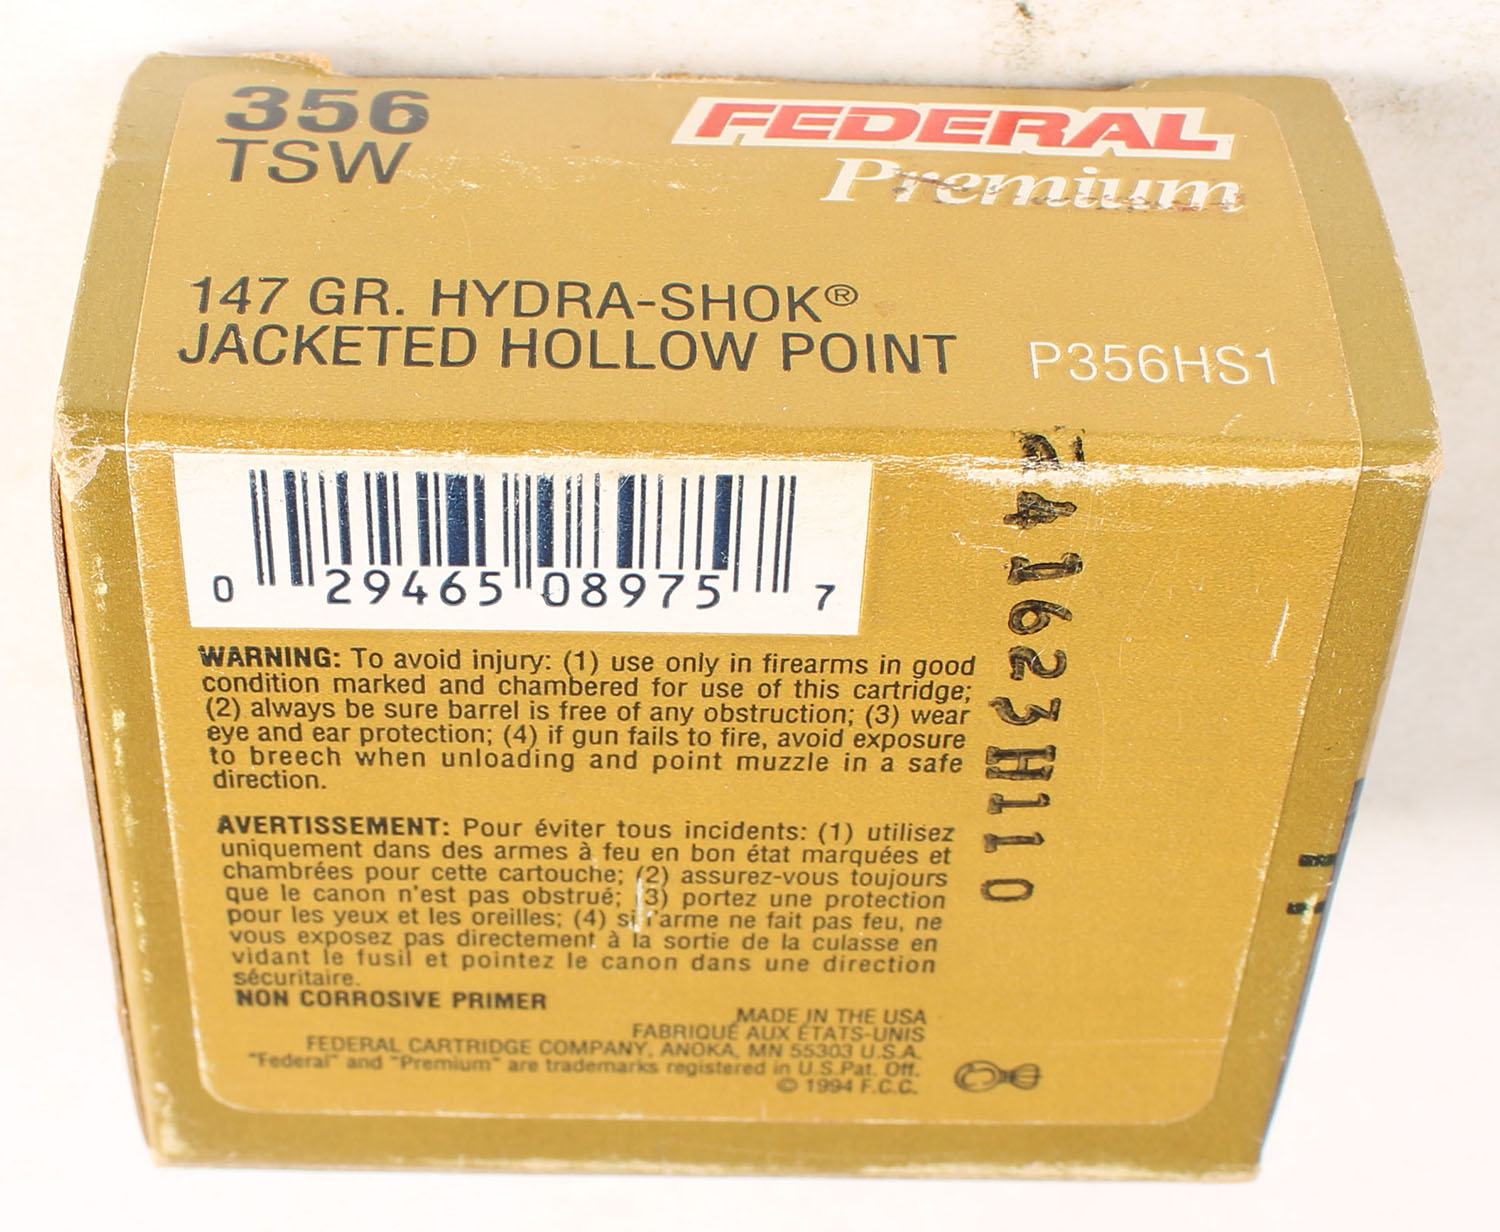 356
TSW
FEDERAL
Premium
147 GR. HYDRA-SHOK®
JACKETED HOLLOW POINT
P356HS1
0 29465 08975 7
41623H110
WARNING: To avoid injury: (1) use only in firearms in good
condition marked and chambered for use of this cartridge;
(2) always be sure barrel is free of any obstruction; (3) wear
eye and ear protection; (4) if gun fails to fire, avoid exposure
to breech when unloading and point muzzle in a safe
direction.
AVERTISSEMENT: Pour éviter tous incidents: (1) utilisez
uniquement dans des armes à feu en bon état marquées et
chambrées pour cette cartouche; (2) assurez-vous toujours
que le canon n'est pas obstrué; (3) portez une protection
pour les yeux et les oreilles; (4) si l'arme ne fait pas feu, ne
vous exposez pas directement à la sortie de la culasse en
vidant le fusil et pointez le canon dans une direction
sécuritaire.
NON CORROSIVE PRIMER
MADE IN THE USA
FABRIQUÉ AUX ÉTATS-UNIS
FEDERAL CARTRIDGE COMPANY, ANOKA, MN 55303 U.S.A.
"Federal" and "Premium" are trademarks registered in U.S.Pat. Off.
© 1994 F.C.C.